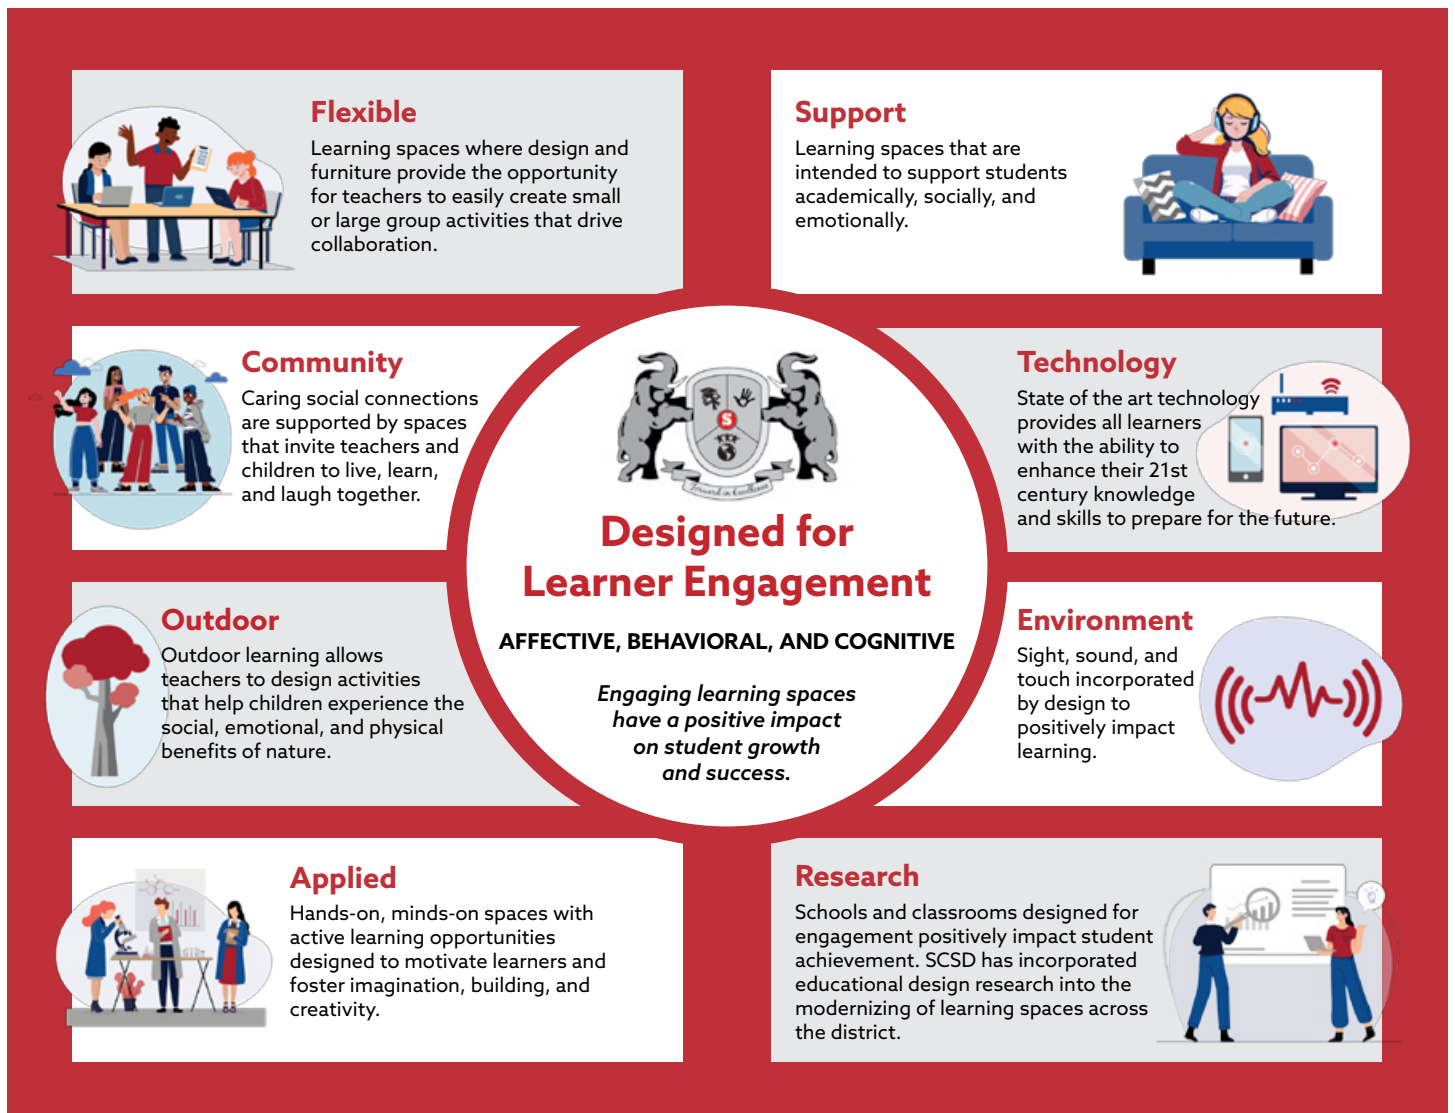 Flexible
Learning spaces where design and
furniture provide the opportunity
for teachers to easily create small
or large group activities that drive
collaboration.
Support
Learning spaces that are
intended to support students
academically, socially, and
emotionally.
Community
Caring social connections
are supported by spaces
that invite teachers and
children to live, learn,
and laugh together.
Technology
State of the art technology
provides all learners
with the ability to
enhance their 21st
century knowledge
and skills to prepare for the future.
S
Forward in Excellence
Designed for
Learner Engagement
AFFECTIVE, BEHAVIORAL, AND COGNITIVE
Engaging learning spaces
have a positive impact
on student growth
and success.
Outdoor
Outdoor learning allows
teachers to design activities
that help children experience the
social, emotional, and physical
benefits of nature.
Environment
Sight, sound, and
touch incorporated
by design to
positively impact
learning.
Applied
Hands-on, minds-on spaces with
active learning opportunities
designed to motivate learners and
foster imagination, building, and
creativity.
Research
Schools and classrooms designed for
engagement positively impact student
achievement. SCSD has incorporated
educational design research into the
modernizing of learning spaces across
the district.